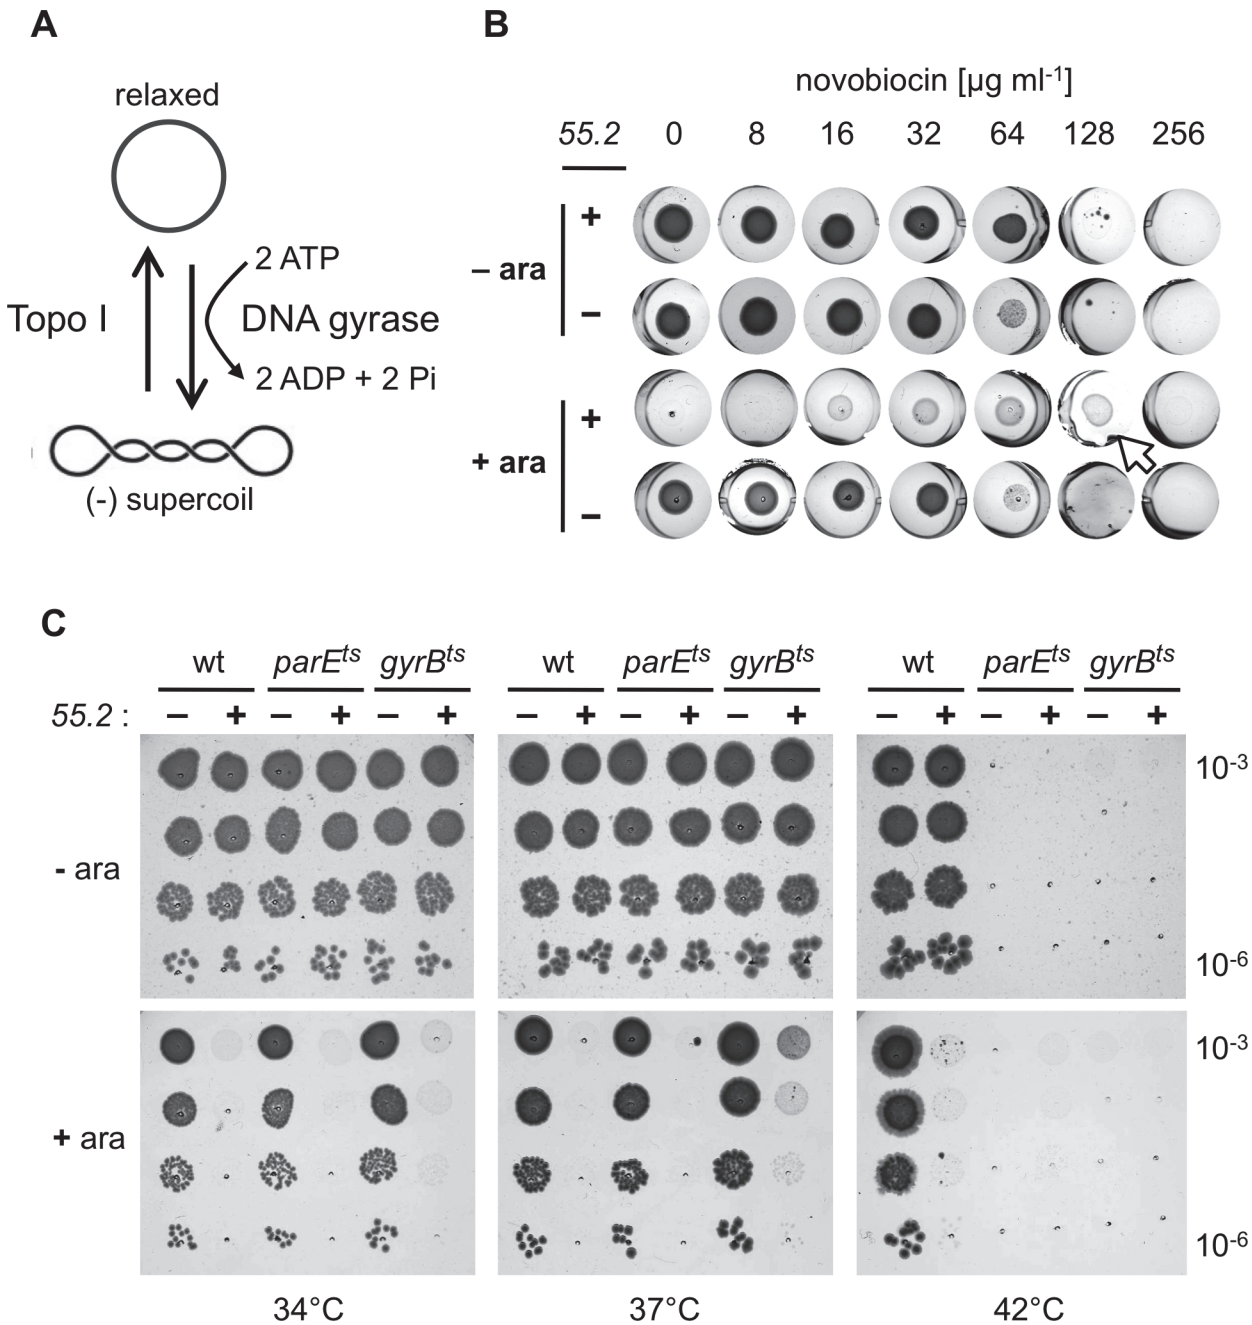 A
relaxed
2 ATP
Topo I
DNA gyrase
2 ADP + 2 Pi
(-) supercoil
B
novobiocin [µg ml-1]
55.2 0 8 16 32 64 128 256
+
– ara
–
+
+ ara
–
C
wt parEts gyrBts wt parEts gyrBts wt parEts gyrBts
55.2 : – + – + – + – + – + – + – + – + – +
10-3
- ara
10-6
10-3
+ ara
10-6
34°C 37°C 42°C